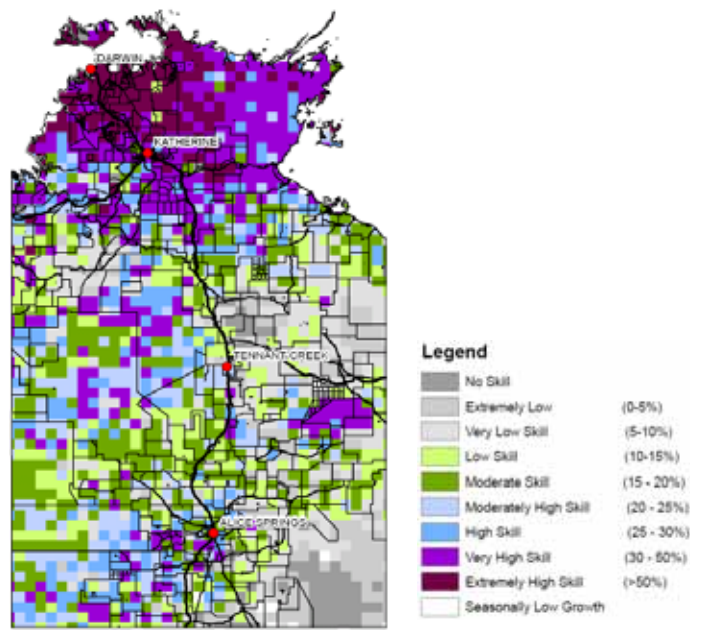 DARWIN
KATHERINE
TENNANT CREEK
ALICE SPRINGS
Legend
No Skill
Extremely Low (0-5%)
Very Low Skill (5-10%)
Low Skill (10-15%)
Moderate Skill (15 - 20%)
Moderately High Skill (20 - 25%)
High Skill (25 - 30%)
Very High Skill (30 - 50%)
Extremely High Skill (>50%)
Seasonally Low Growth